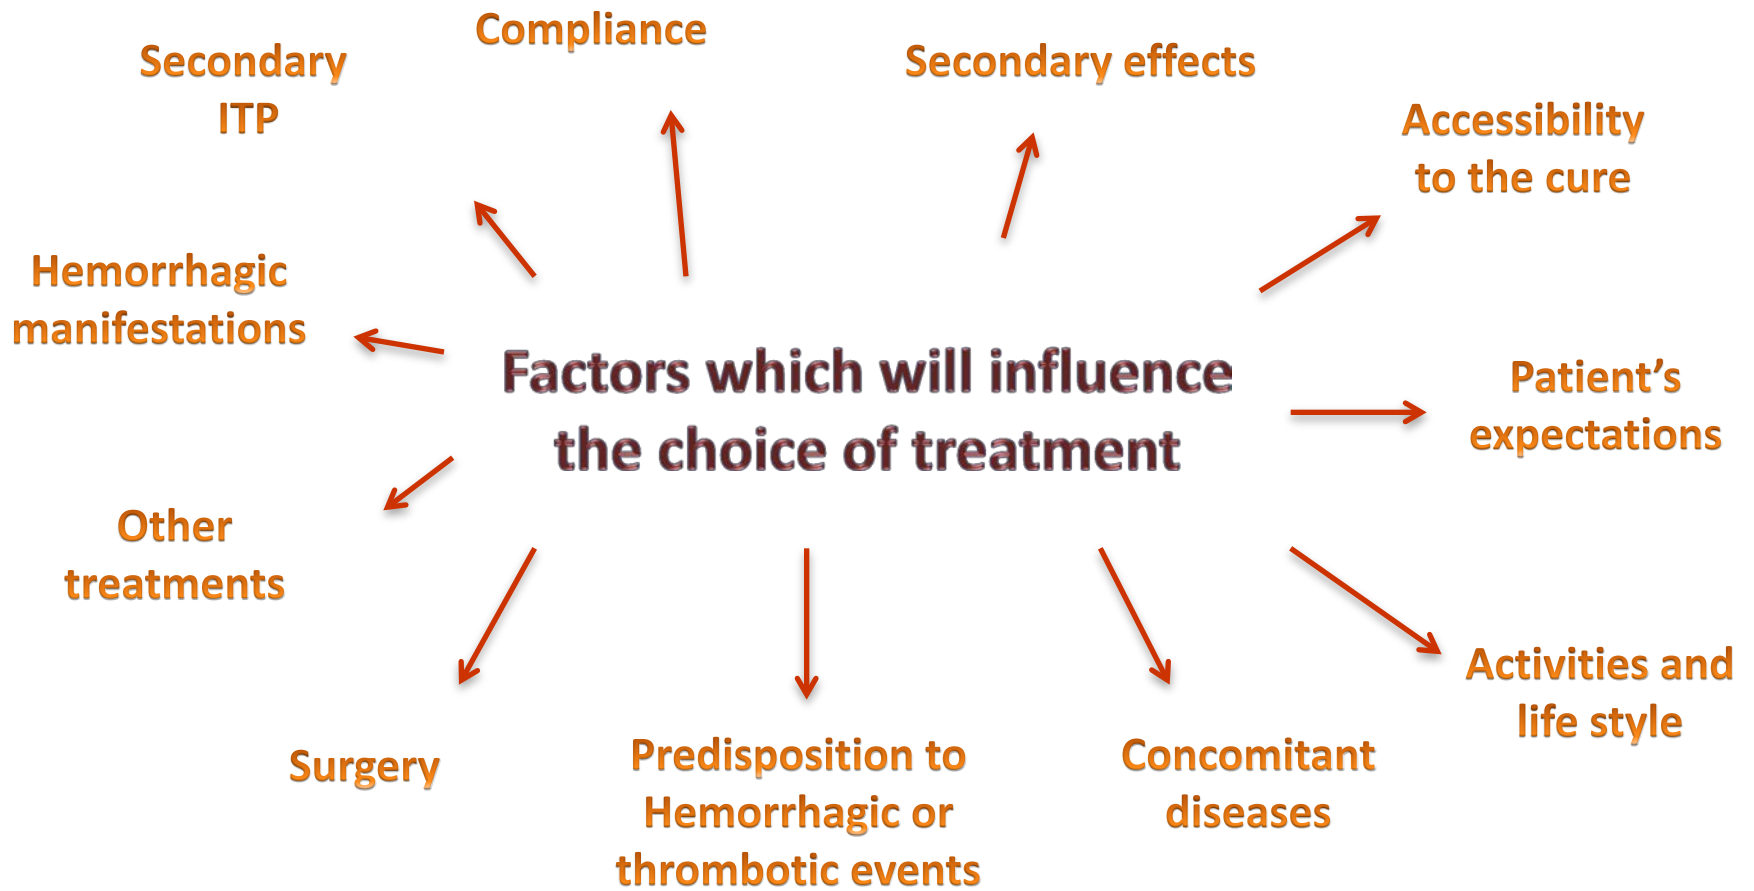 Compliance
Secondary
ITP
Secondary effects
Accessibility
to the cure
Hemorrhagic
manifestations
Factors which will influence
the choice of treatment
Patient’s
expectations
Other
treatments
Activities and
life style
Surgery
Predisposition to
Hemorrhagic or
thrombotic events
Concomitant
diseases